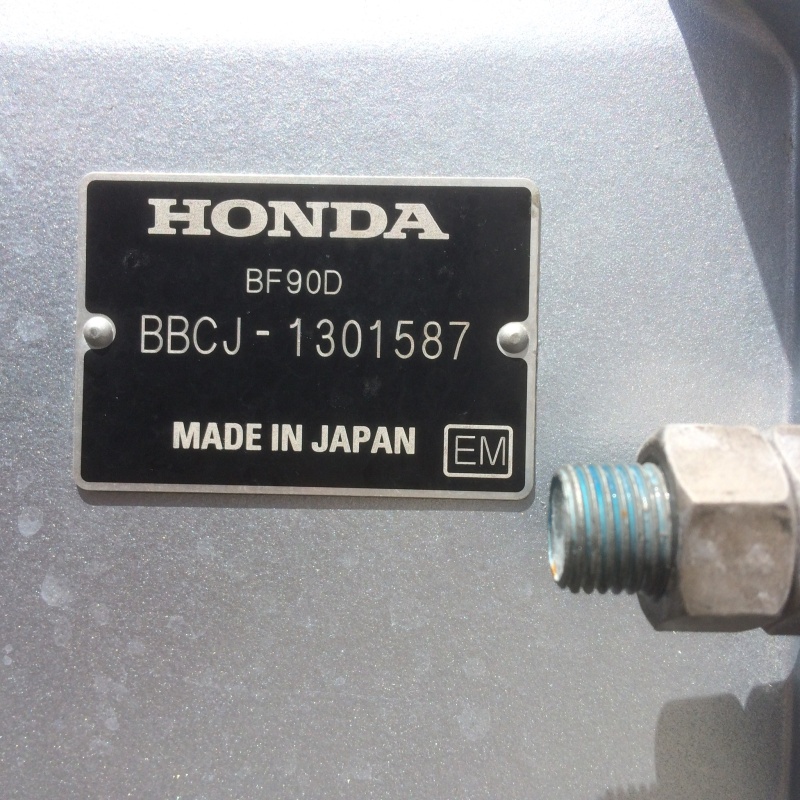 HONDA
BF90D
BBCJ-1301587
MADE IN JAPAN
EM